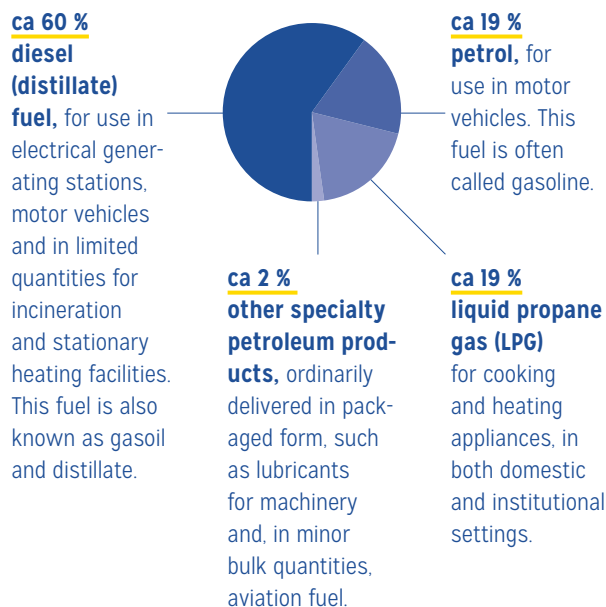 ca 60 %
diesel
(distillate)
fuel, for use in
electrical gener-
ating stations,
motor vehicles
and in limited
quantities for
incineration
and stationary
heating facilities.
This fuel is also
known as gasoil
and distillate.
ca 19 %
petrol, for
use in motor
vehicles. This
fuel is often
called gasoline.
ca 2 %
other specialty
petroleum prod-
ucts, ordinarily
delivered in pack-
aged form, such
as lubricants
for machinery
and, in minor
bulk quantities,
aviation fuel.
ca 19 %
liquid propane
gas (LPG)
for cooking
and heating
appliances, in
both domestic
and institutional
settings.